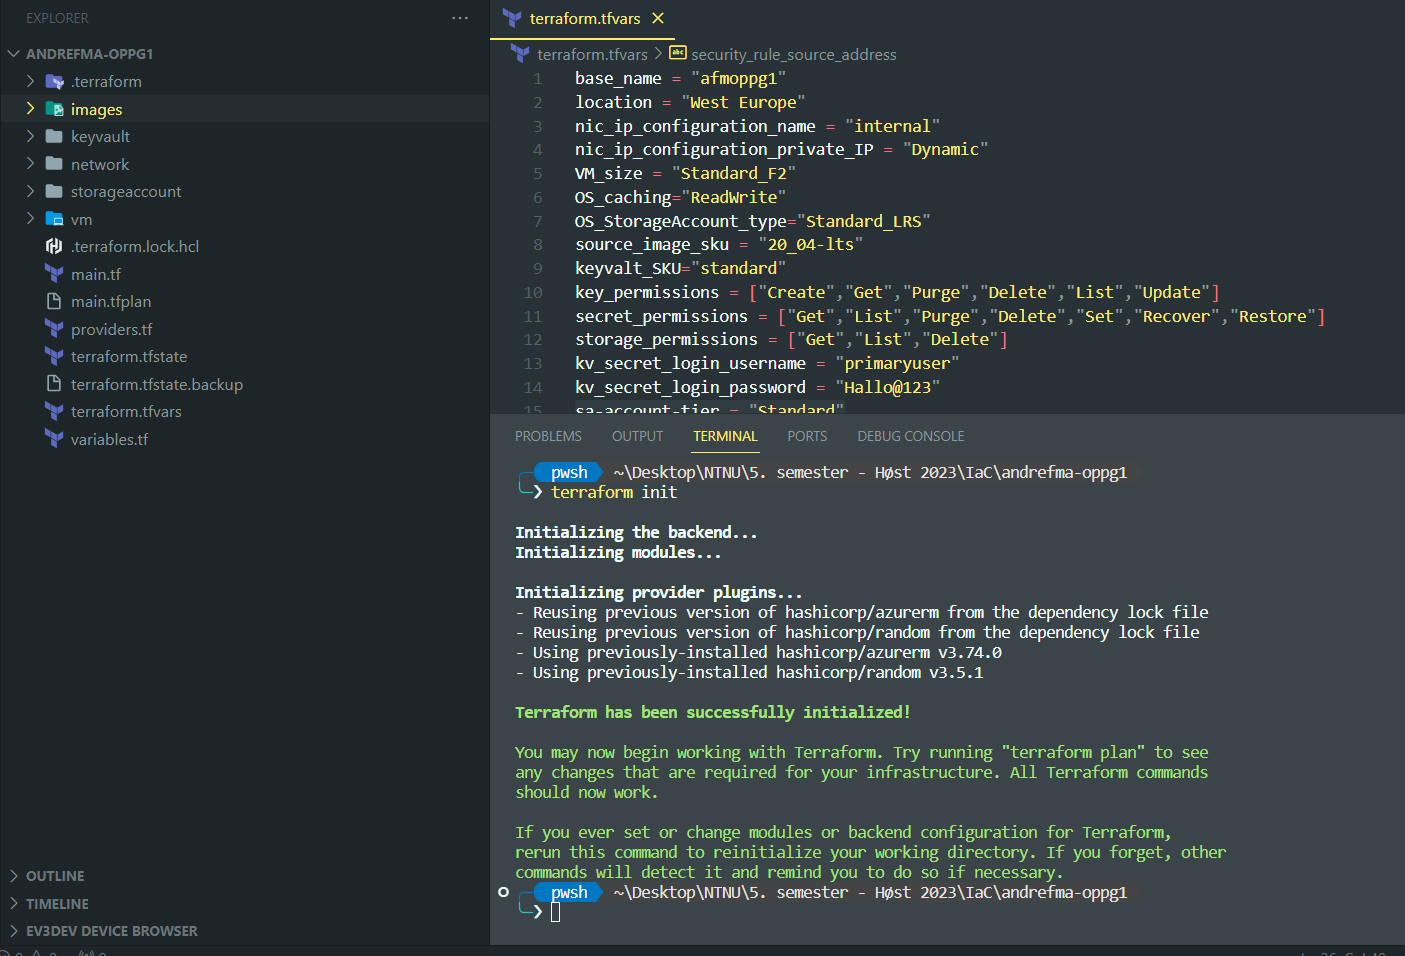 EXPLORER
···
ANDREFMA-OPPG1
.terraform
images
keyvault
network
storageaccount
vm
.terraform.lock.hcl
main.tf
main.tfplan
providers.tf
terraform.tfstate
terraform.tfstate.backup
terraform.tfvars
variables.tf
OUTLINE
TIMELINE
EV3DEV DEVICE BROWSER
terraform.tfvars
terraform.tfvars > abc security_rule_source_address
1 base_name = "afmoppg1"
2 location = "West Europe"
3 nic_ip_configuration_name = "internal"
4 nic_ip_configuration_private_IP = "Dynamic"
5 VM_size = "Standard_F2"
6 OS_caching="ReadWrite"
7 OS_StorageAccount_type="Standard_LRS"
8 source_image_sku = "20_04-lts"
9 keyvalt_SKU="standard"
10 key_permissions = ["Create","Get","Purge","Delete","List","Update"]
11 secret_permissions = ["Get","List","Purge","Delete","Set","Recover","Restore"]
12 storage_permissions = ["Get","List","Delete"]
13 kv_secret_login_username = "primaryuser"
14 kv_secret_login_password = "Hallo@123"
15 sa-account-tier = "Standard"
PROBLEMS OUTPUT TERMINAL PORTS DEBUG CONSOLE
pwsh ~\Desktop\NTNU\5. semester - Høst 2023\IaC\andrefma-oppg1
❯ terraform init
Initializing the backend...
Initializing modules...
Initializing provider plugins...
- Reusing previous version of hashicorp/azurerm from the dependency lock file
- Reusing previous version of hashicorp/random from the dependency lock file
- Using previously-installed hashicorp/azurerm v3.74.0
- Using previously-installed hashicorp/random v3.5.1
Terraform has been successfully initialized!
You may now begin working with Terraform. Try running "terraform plan" to see
any changes that are required for your infrastructure. All Terraform commands
should now work.
If you ever set or change modules or backend configuration for Terraform,
rerun this command to reinitialize your working directory. If you forget, other
commands will detect it and remind you to do so if necessary.
pwsh ~\Desktop\NTNU\5. semester - Høst 2023\IaC\andrefma-oppg1
❯